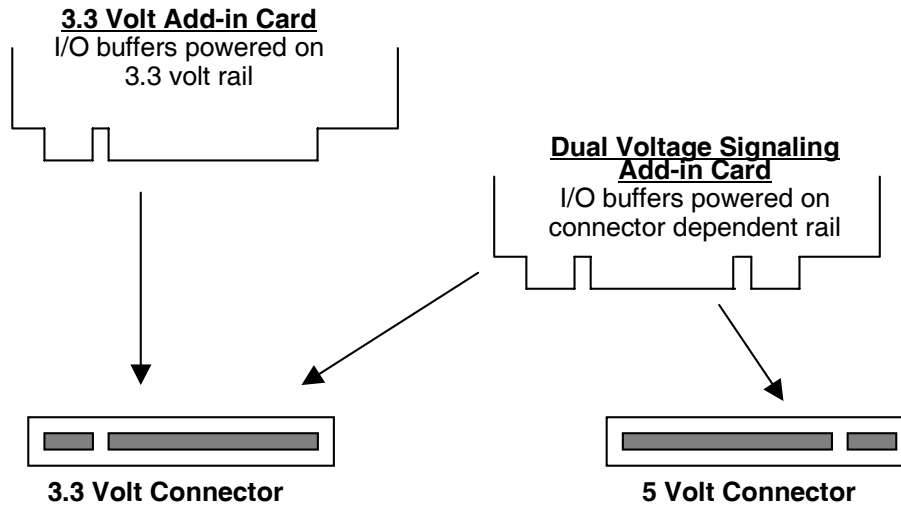 3.3 Volt Add-in Card
I/O buffers powered on
3.3 volt rail
Dual Voltage Signaling
Add-in Card
I/O buffers powered on
connector dependent rail
3.3 Volt Connector
5 Volt Connector